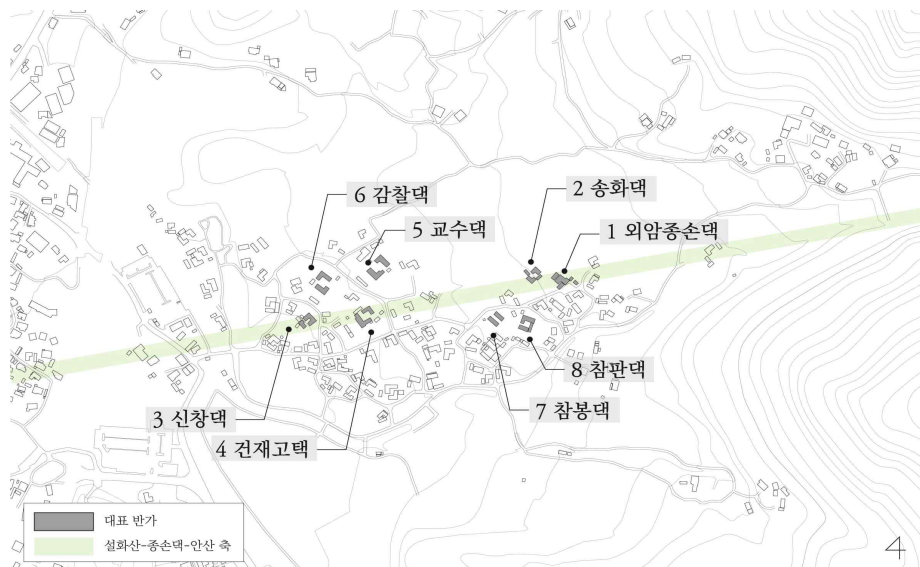 6 감찰댁
2 송화댁
5 교수댁
1 외암종손댁
8 참판댁
3 신창댁
7 참봉댁
4 건재고택
대표 반가
설화산-종손댁-안산 축